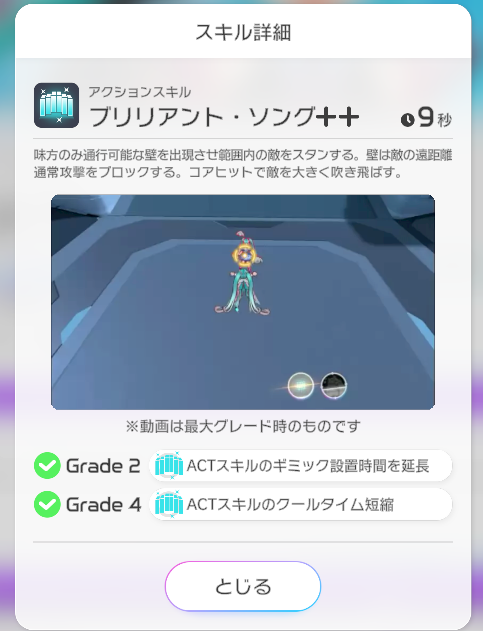 スキル詳細
アクションスキル
ブリリアント・ソング++
9秒
味方のみ通行可能な壁を出現させ範囲内の敵をスタンする。壁は敵の遠距離
通常攻撃をブロックする。コアヒットで敵を大きく吹き飛ばす。
※動画は最大グレード時のものです
Grade 2 ACTスキルのギミック設置時間を延長
Grade 4 ACTスキルのクールタイム短縮
とじる